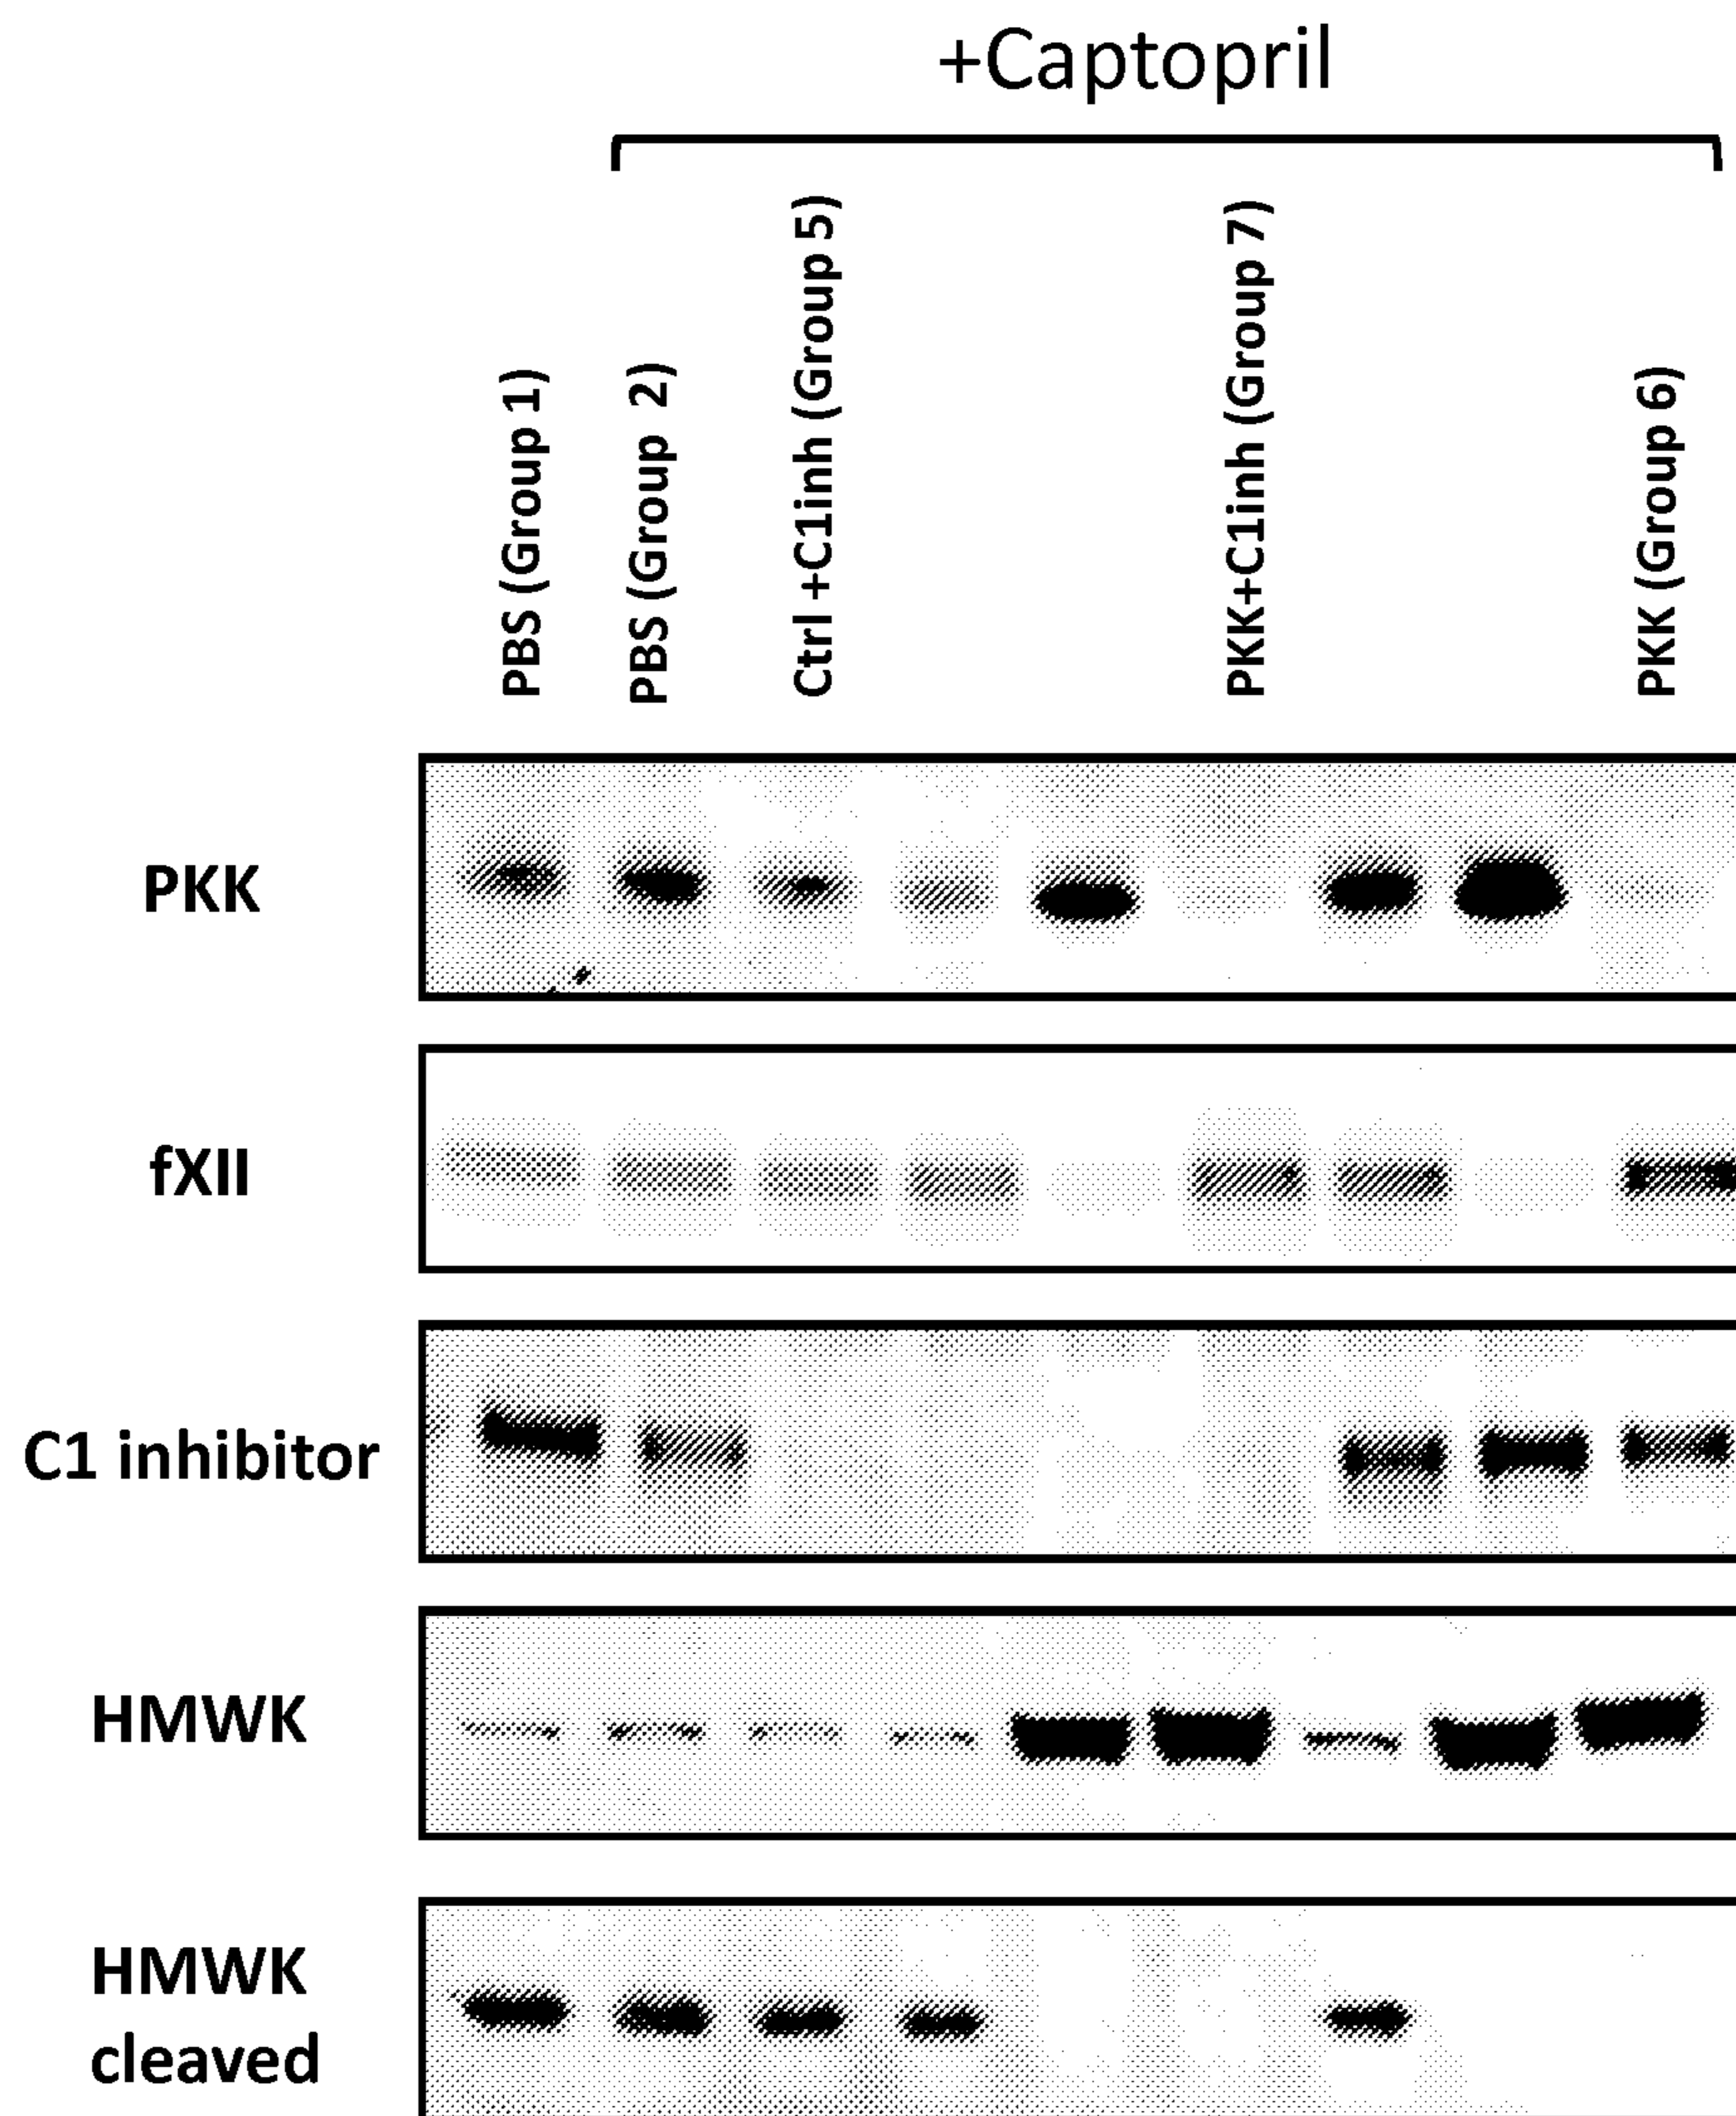 +Captopril
PBS (Group 1)
PBS (Group 2)
Ctrl +C1inh (Group 5)
PKK+C1inh (Group 7)
PKK (Group 6)
PKK
fXII
C1 inhibitor
HMWK
HMWK
cleaved